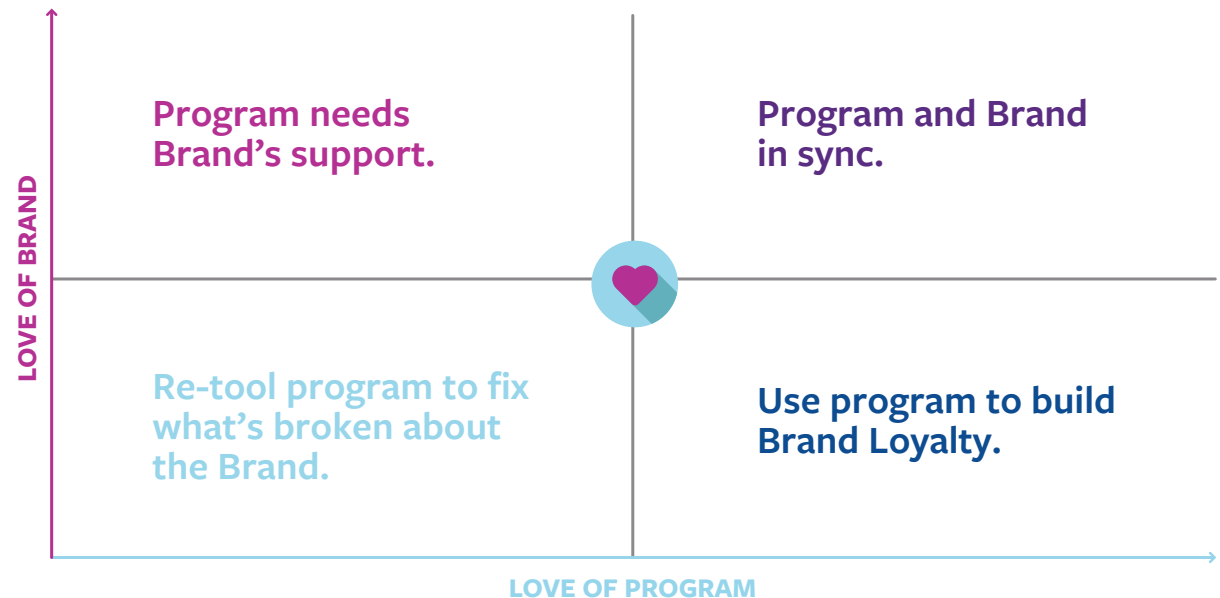 Program needs
Brand's support.
Program and Brand
in sync.
LOVE OF BRAND
Re-tool program to fix
what's broken about
the Brand.
Use program to build
Brand Loyalty.
LOVE OF PROGRAM